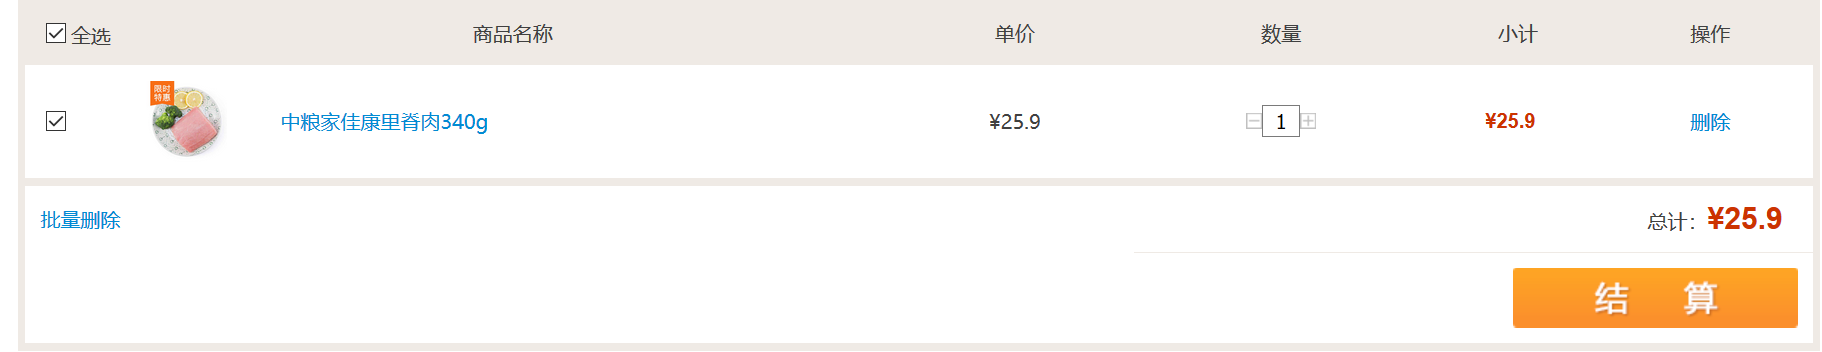 全选 商品名称 单价 数量 小计 操作
限时
特惠
中粮家佳康里脊肉340g ¥25.9 1 ¥25.9 删除
批量删除 总计：¥25.9
结 算